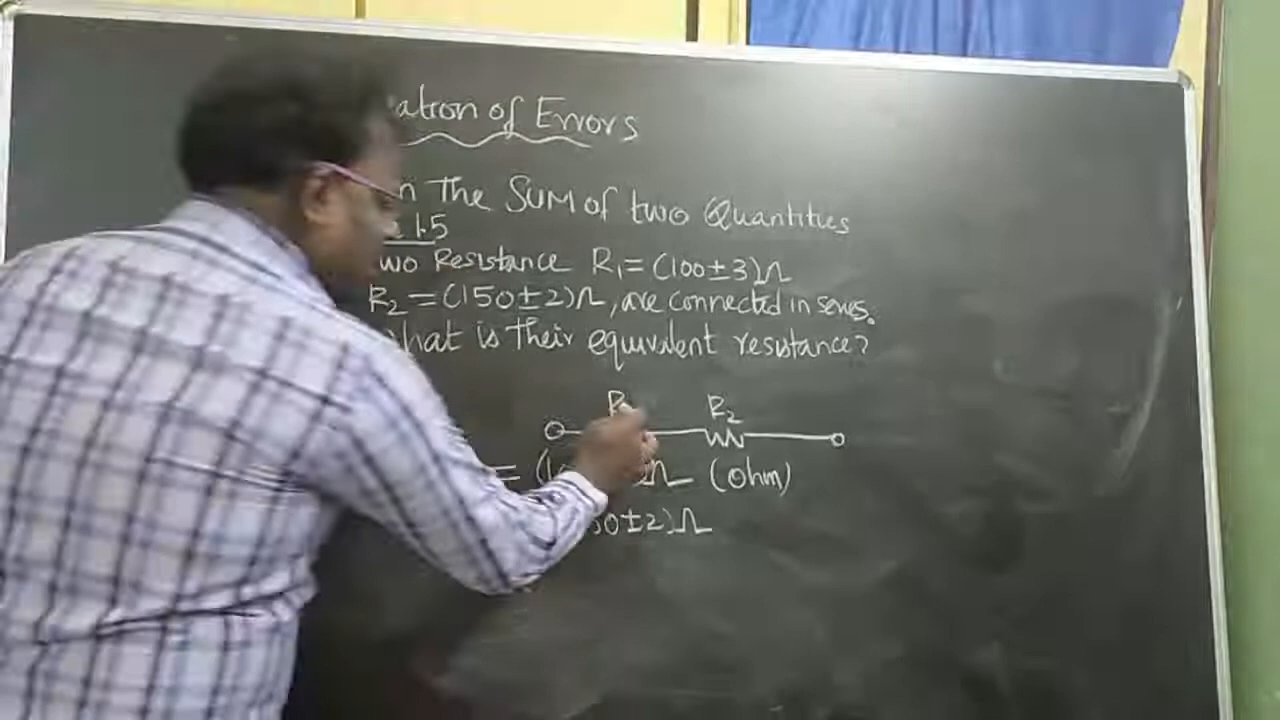 ation of Errors
n The SUM of two Quantities
1.5
wo Resistance R₁ = (100 ± 3)Ω
R₂ = (150 ± 2)Ω, are connected in series.
hat is their equivalent resistance?
R₂
= ( Ω (Ohm)
50 ± 2)Ω